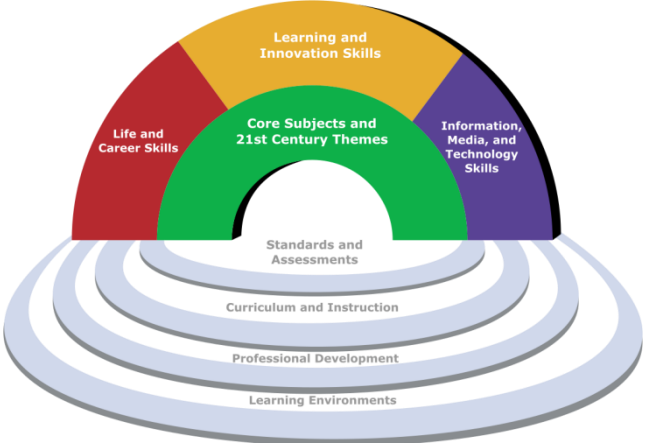 Learning and
Innovation Skills
Core Subjects and
21st Century Themes
Life and
Career Skills
Information,
Media, and
Technology
Skills
Standards and
Assessments
Curriculum and Instruction
Professional Development
Learning Environments